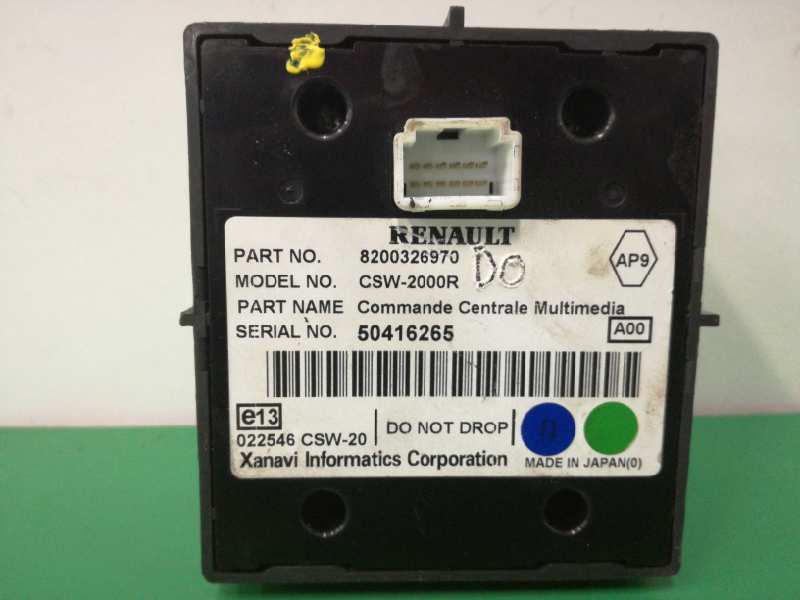 RENAULT
PART NO. 8200326970 DO
MODEL NO. CSW-2000R
AP9
PART NAME Commande Centrale Multimedia
SERIAL NO. 50416265 A00
e13 DO NOT DROP n
022546 CSW-20
Xanavi Informatics Corporation MADE IN JAPAN(0)